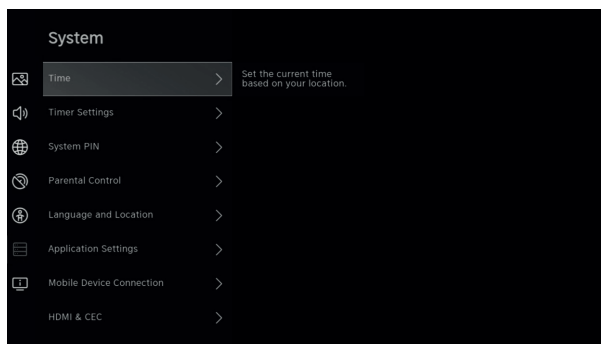 System
Time
Set the current time
based on your location.
Timer Settings
System PIN
Parental Control
Language and Location
Application Settings
Mobile Device Connection
HDMI & CEC